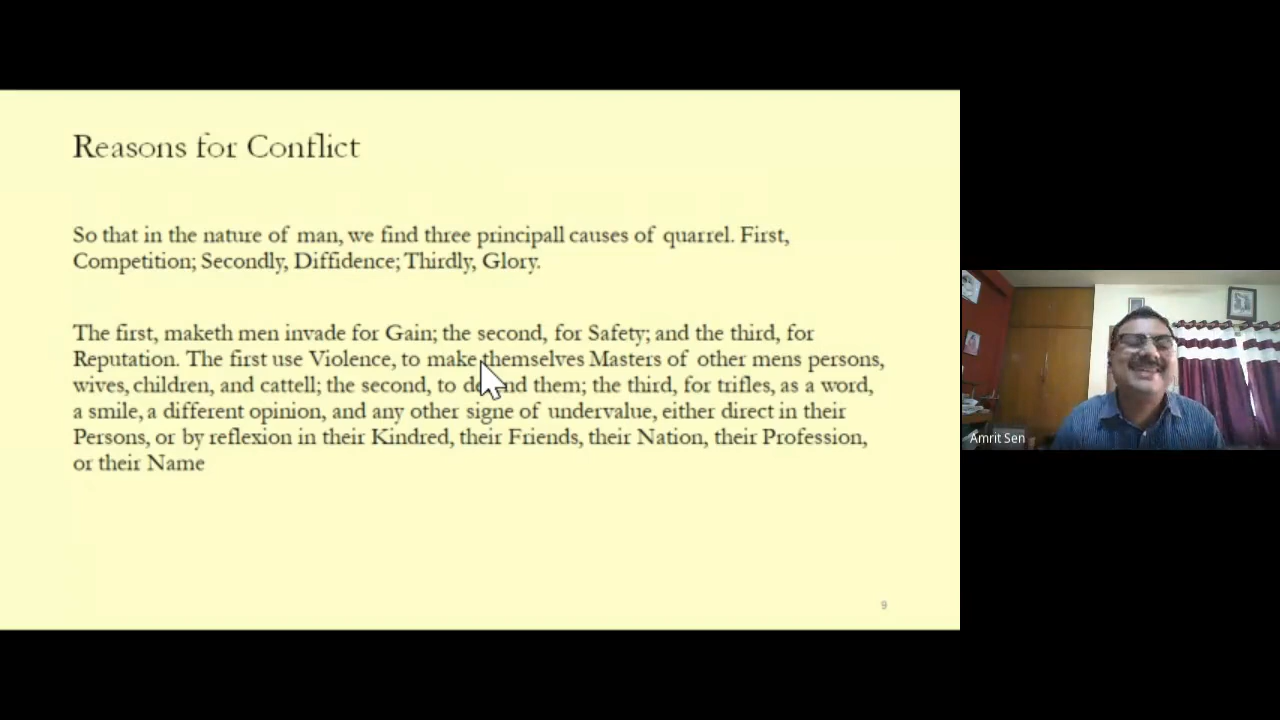 Reasons for Conflict
So that in the nature of man, we find three principall causes of quarrel. First,
Competition; Secondly, Diffidence; Thirdly, Glory.
The first, maketh men invade for Gain; the second, for Safety; and the third, for
Reputation. The first use Violence, to make themselves Masters of other mens persons,
wives, children, and cattell; the second, to them; the third, for trifles, as a word,
a smile, a different opinion, and any other signe of undervalue, either direct in their
Persons, or by reflexion in their Kindred, their Friends, their Nation, their Profession,
or their Name
9
Amrit Sen